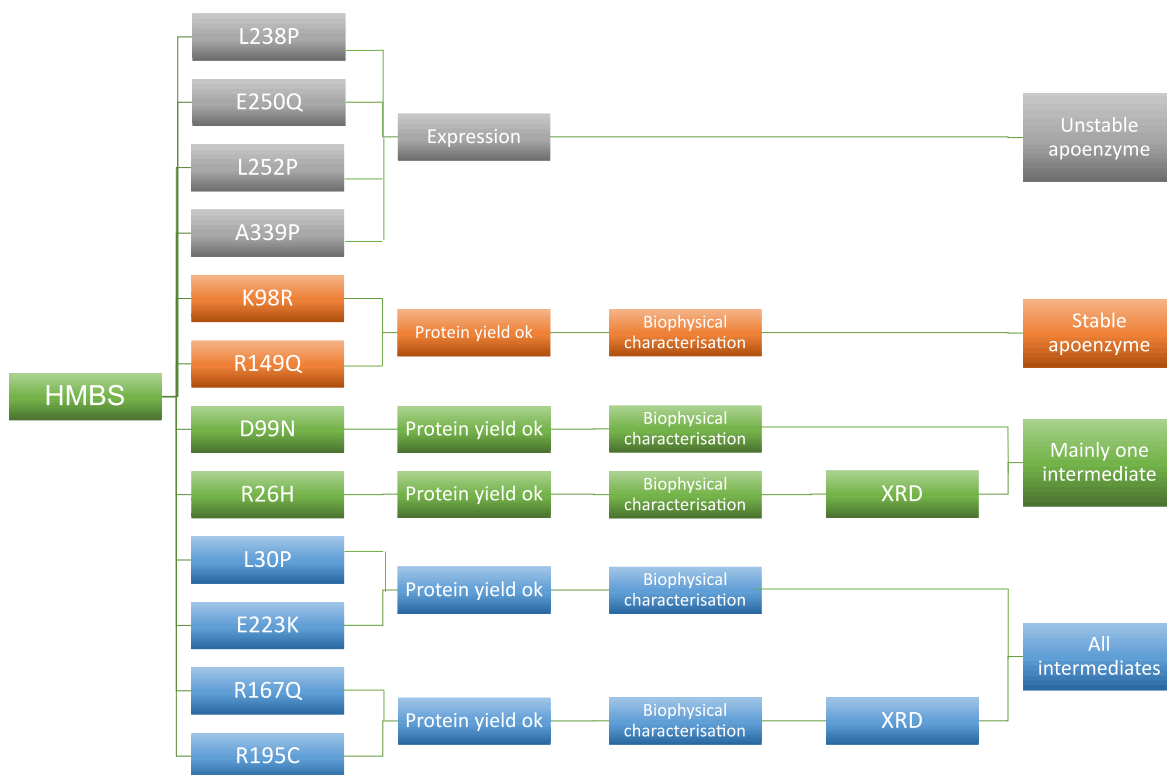 L238P
E250Q
L252P
A339P
Expression
Unstable
apoenzyme
K98R
R149Q
Protein yield ok
Biophysical
characterisation
Stable
apoenzyme
HMBS
D99N
Protein yield ok
Biophysical
characterisation
R26H
Protein yield ok
Biophysical
characterisation
XRD
Mainly one
intermediate
L30P
E223K
Protein yield ok
Biophysical
characterisation
R167Q
R195C
Protein yield ok
Biophysical
characterisation
XRD
All
intermediates